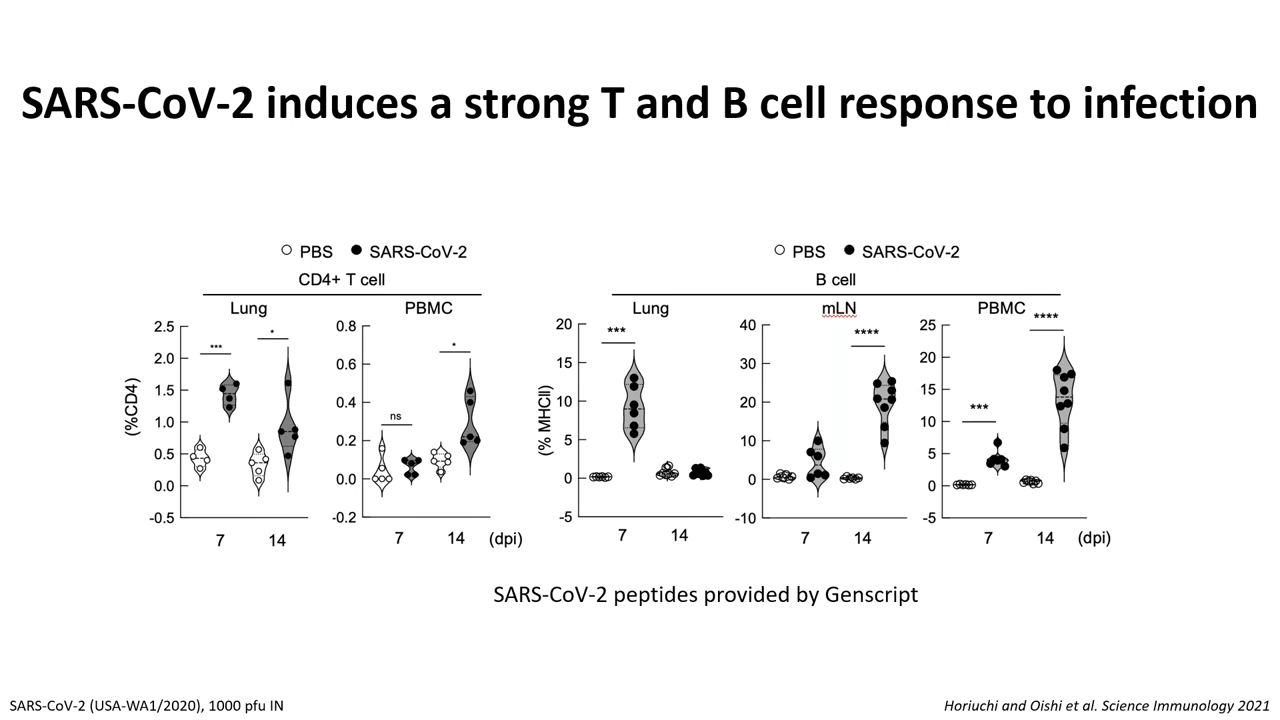 SARS-CoV-2 induces a strong T and B cell response to infection
○ PBS ● SARS-CoV-2
CD4+ T cell
Lung
PBMC
(%CD4)
2.5
2.0
1.5
1.0
0.5
0.0
-0.5
***
*
7
14
0.8
0.6
0.4
0.2
0.0
-0.2
ns
*
7
14
(dpi)
○ PBS ● SARS-CoV-2
B cell
Lung
mLN
PBMC
(% MHCII)
20
15
10
5
0
-5
***
7
14
40
30
20
10
0
-10
****
7
14
25
20
15
10
5
0
-5
***
****
7
14
(dpi)
SARS-CoV-2 peptides provided by Genscript
SARS-CoV-2 (USA-WA1/2020), 1000 pfu IN
Horiuchi and Oishi et al. Science Immunology 2021